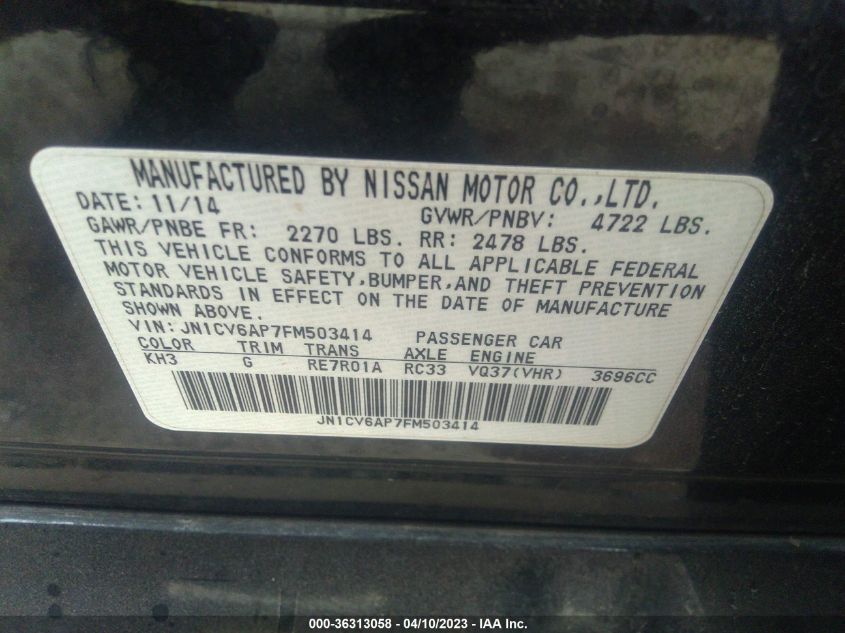 MANUFACTURED BY NISSAN MOTOR CO.,LTD.
DATE: 11/14 GVWR/PNBV: 4722 LBS.
GAWR/PNBE FR: 2270 LBS. RR: 2478 LBS.
THIS VEHICLE CONFORMS TO ALL APPLICABLE FEDERAL
MOTOR VEHICLE SAFETY,BUMPER,AND THEFT PREVENTION
STANDARDS IN EFFECT ON THE DATE OF MANUFACTURE
SHOWN ABOVE.
VIN: JN1CV6AP7FM503414 PASSENGER CAR
COLOR TRIM TRANS AXLE ENGINE
KH3 G RE7R01A RC33 VQ37(VHR) 3696CC
JN1CV6AP7FM503414
000-36313058 - 04/10/2023 - IAA Inc.